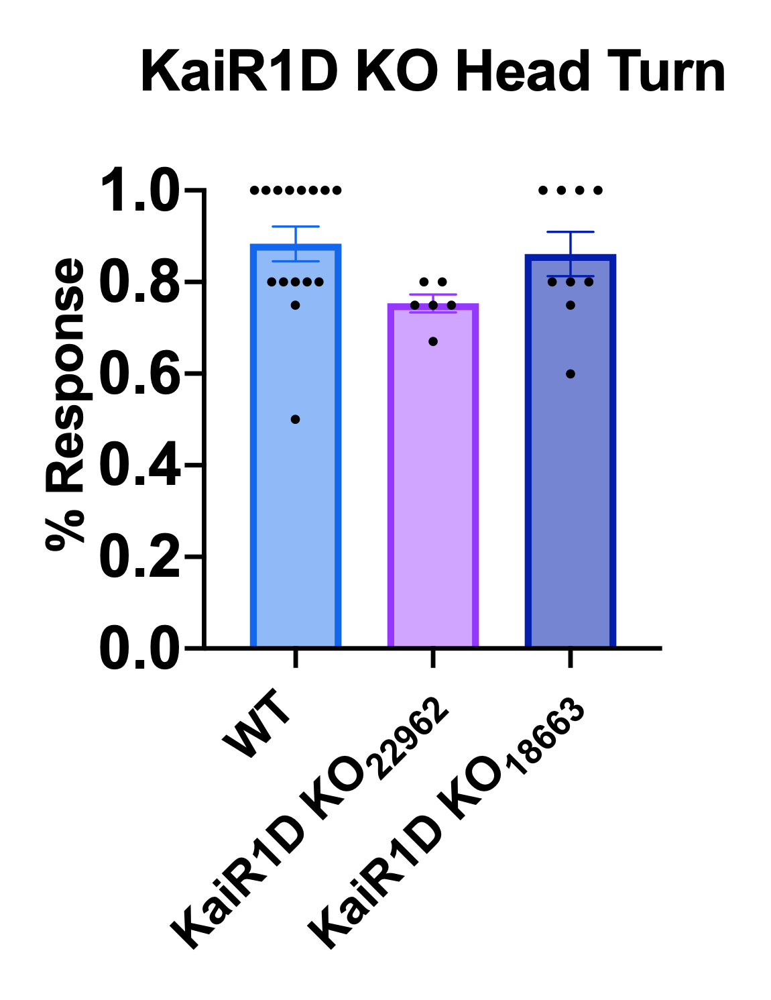 KaiR1D KO Head Turn
% Response
1.0
0.8
0.6
0.4
0.2
0.0
WT
KaiR1D KO22962
KaiR1D KO18663